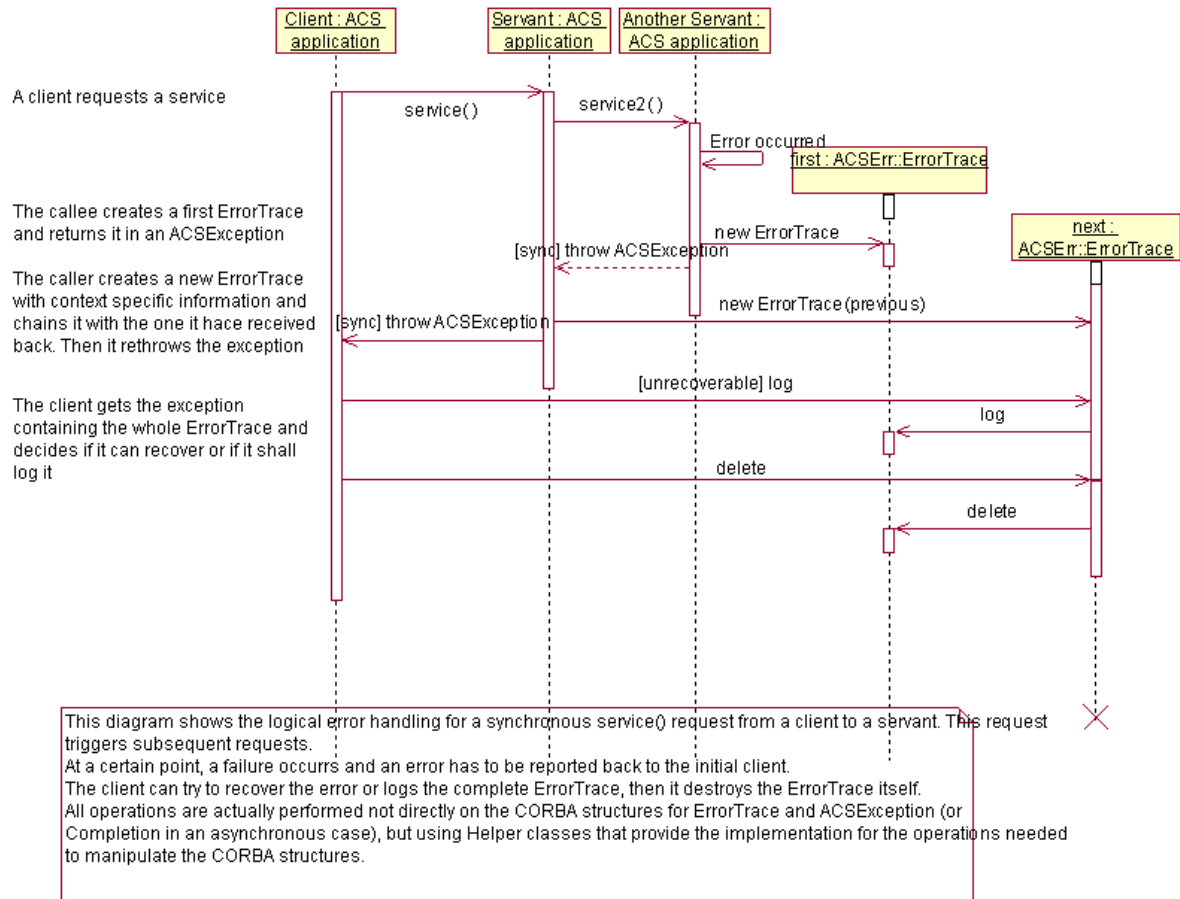 Client : ACS
application
Servant : ACS
application
Another Servant :
ACS application
A client requests a service
service()
service2()
Error occurred
first : ACSErr::ErrorTrace
The callee creates a first ErrorTrace
and returns it in an ACSException
next :
ACSErr::ErrorTrace
new ErrorTrace
[sync] throw ACSException
The caller creates a new ErrorTrace
with context specific information and
chains it with the one it hace received
back. Then it rethrows the exception
new ErrorTrace(previous)
[sync] throw ACSException
[unrecoverable] log
The client gets the exception
containing the whole ErrorTrace and
decides if it can recover or if it shall
log it
log
delete
delete
This diagram shows the logical error handling for a synchronous service() request from a client to a servant. This request
triggers subsequent requests.
At a certain point, a failure occurrs and an error has to be reported back to the initial client.
The client can try to recover the error or logs the complete ErrorTrace, then it destroys the ErrorTrace itself.
All operations are actually performed not directly on the CORBA structures for ErrorTrace and ACSException (or
Completion in an asynchronous case), but using Helper classes that provide the implementation for the operations needed
to manipulate the CORBA structures.